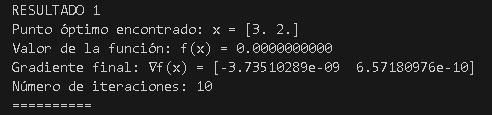 RESULTADO 1
Punto óptimo encontrado: x = [3. 2.]
Valor de la función: f(x) = 0.0000000000
Gradiente final: ∇f(x) = [-3.73510289e-09  6.57180976e-10]
Número de iteraciones: 10
==========